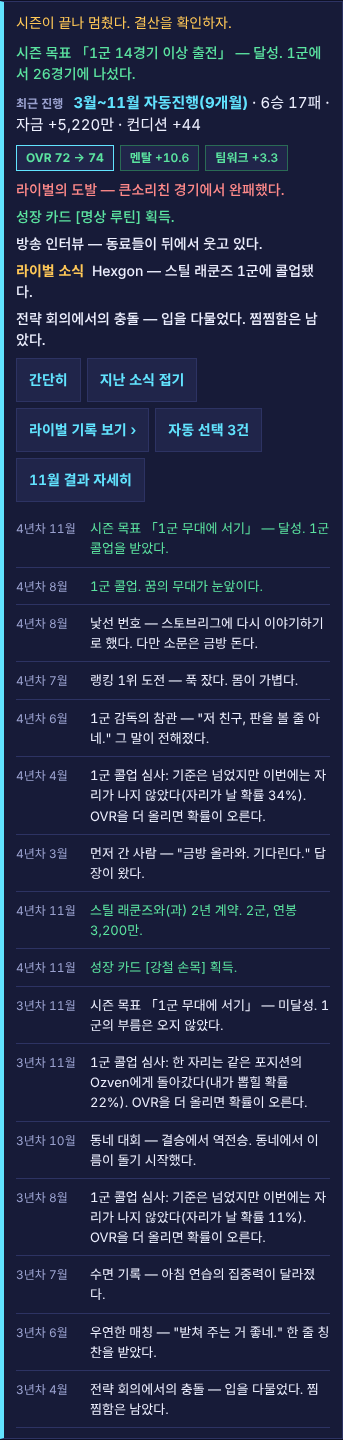 시즌이 끝나 멈췄다. 결산을 확인하자.
시즌 목표 「1군 14경기 이상 출전」 — 달성. 1군에
서 26경기에 나섰다.
최근 진행 3월~11월 자동진행(9개월) · 6승 17패 ·
자금 +5,220만 · 컨디션 +44
OVR 72 → 74 멘탈 +10.6 팀워크 +3.3
라이벌의 도발 — 큰소리친 경기에서 완패했다.
성장 카드 [명상 루틴] 획득.
방송 인터뷰 — 동료들이 뒤에서 웃고 있다.
라이벌 소식 Hexgon — 스틸 래쿤즈 1군에 콜업됐
다.
전략 회의에서의 충돌 — 입을 다물었다. 찜찜함은 남
았다.
간단히 지난 소식 접기
라이벌 기록 보기 › 자동 선택 3건
11월 결과 자세히
4년차 11월 시즌 목표 「1군 무대에 서기」 — 달성. 1군
콜업을 받았다.
4년차 8월 1군 콜업. 꿈의 무대가 눈앞이다.
4년차 8월 낯선 번호 — 스토브리그에 다시 이야기하기
로 했다. 다만 소문은 금방 돈다.
4년차 7월 랭킹 1위 도전 — 푹 잤다. 몸이 가볍다.
4년차 6월 1군 감독의 참관 — "저 친구, 판을 볼 줄 아
네." 그 말이 전해졌다.
4년차 4월 1군 콜업 심사: 기준은 넘었지만 이번에는 자
리가 나지 않았다(자리가 날 확률 34%).
OVR을 더 올리면 확률이 오른다.
4년차 3월 먼저 간 사람 — "금방 올라와. 기다린다." 답
장이 왔다.
4년차 11월 스틸 래쿤즈와(과) 2년 계약. 2군, 연봉
3,200만.
4년차 11월 성장 카드 [강철 손목] 획득.
3년차 11월 시즌 목표 「1군 무대에 서기」 — 미달성. 1
군의 부름은 오지 않았다.
3년차 11월 1군 콜업 심사: 한 자리는 같은 포지션의
Ozven에게 돌아갔다(내가 뽑힐 확률
22%). OVR을 더 올리면 확률이 오른다.
3년차 10월 동네 대회 — 결승에서 역전승. 동네에서 이
름이 돌기 시작했다.
3년차 8월 1군 콜업 심사: 기준은 넘었지만 이번에는 자
리가 나지 않았다(자리가 날 확률 11%).
OVR을 더 올리면 확률이 오른다.
3년차 7월 수면 기록 — 아침 연습의 집중력이 달라졌
다.
3년차 6월 우연한 매칭 — "받쳐 주는 거 좋네." 한 줄 칭
찬을 받았다.
3년차 4월 전략 회의에서의 충돌 — 입을 다물었다. 찜
찜함은 남았다.